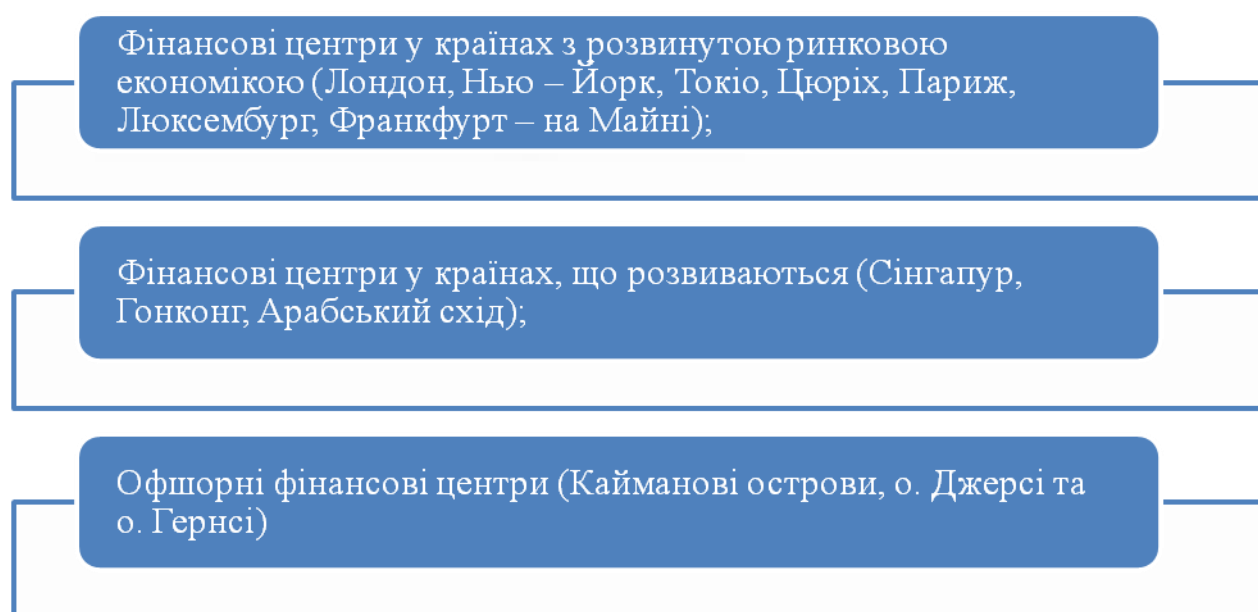 Фінансові центри у країнах з розвинутою ринковою
економікою (Лондон, Нью – Йорк, Токіо, Цюріх, Париж,
Люксембург, Франкфурт – на Майні);
Фінансові центри у країнах, що розвиваються (Сінгапур,
Гонконг, Арабський схід);
Офшорні фінансові центри (Кайманові острови, о. Джерсі та
о. Гернсі)